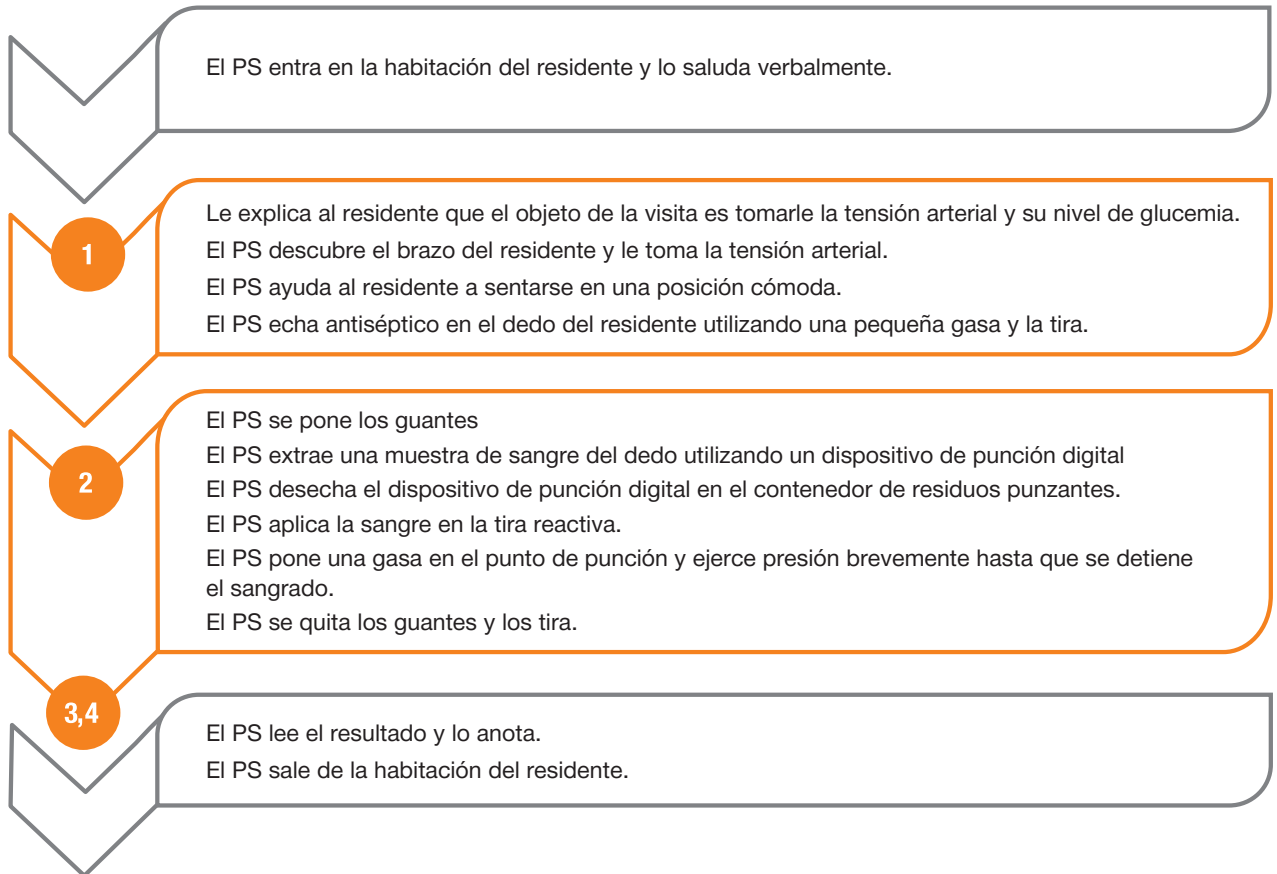 El PS entra en la habitación del residente y lo saluda verbalmente.
1
Le explica al residente que el objeto de la visita es tomarle la tensión arterial y su nivel de glucemia.
El PS descubre el brazo del residente y le toma la tensión arterial.
El PS ayuda al residente a sentarse en una posición cómoda.
El PS echa antiséptico en el dedo del residente utilizando una pequeña gasa y la tira.
2
El PS se pone los guantes
El PS extrae una muestra de sangre del dedo utilizando un dispositivo de punción digital
El PS desecha el dispositivo de punción digital en el contenedor de residuos punzantes.
El PS aplica la sangre en la tira reactiva.
El PS pone una gasa en el punto de punción y ejerce presión brevemente hasta que se detiene
el sangrado.
El PS se quita los guantes y los tira.
3,4
El PS lee el resultado y lo anota.
El PS sale de la habitación del residente.